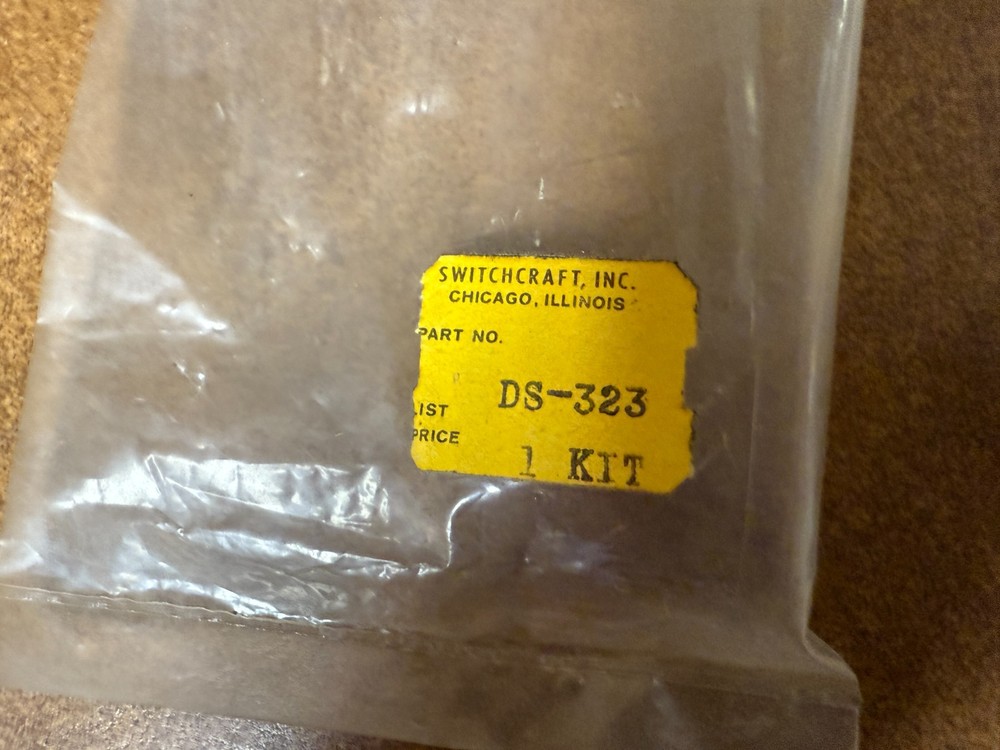 SWITCHCRAFT, INC.
CHICAGO, ILLINOIS
PART NO.
DS-323
LIST
PRICE
1 KIT